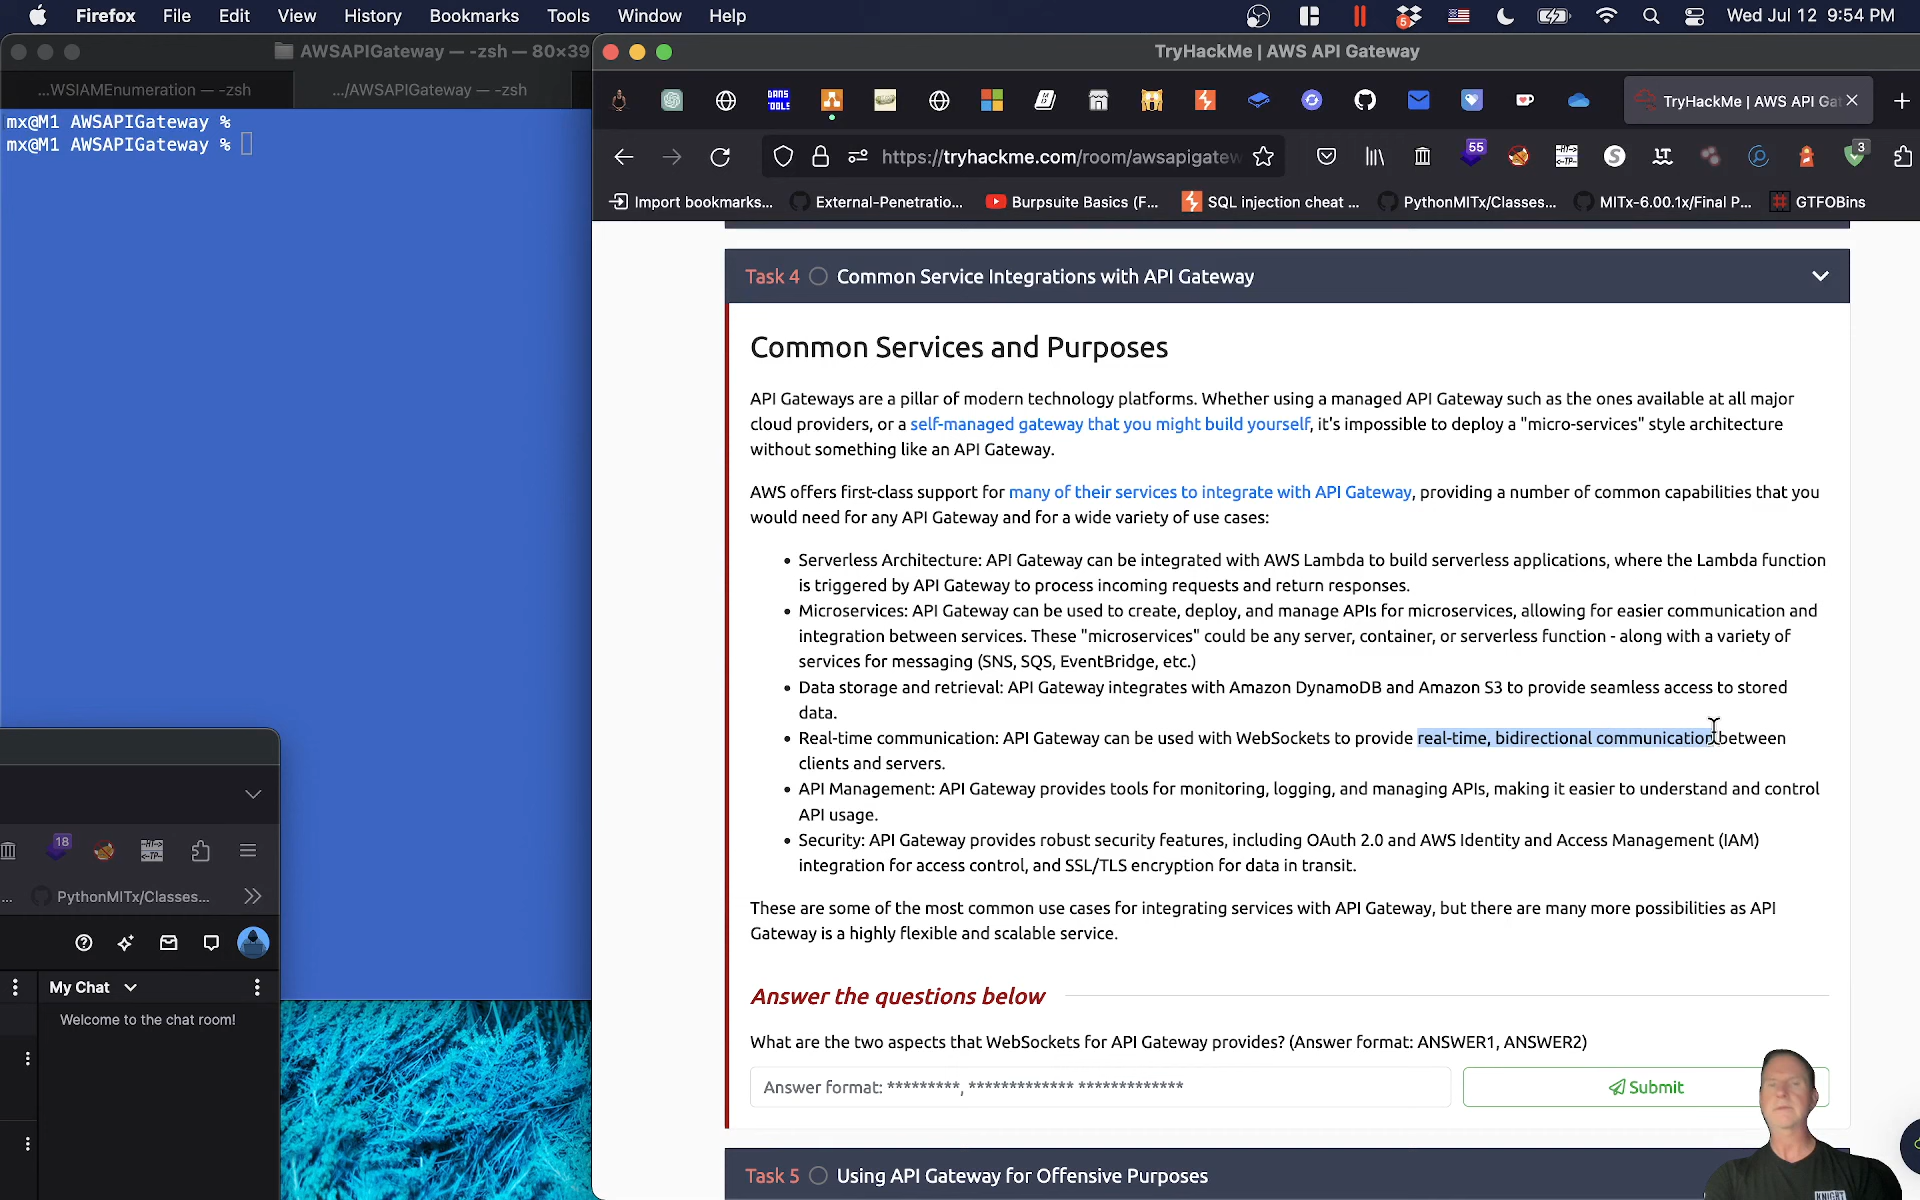 Firefox File Edit View History Bookmarks Tools Window Help
5
Wed Jul 12 9:54 PM
AWSAPIGateway — -zsh — 80×39
...WSIAMEnumeration — -zsh
.../AWSAPIGateway — -zsh
mx@M1 AWSAPIGateway %
mx@M1 AWSAPIGateway %
TryHackMe | AWS API Gateway
DANS TOOLS
TryHackMe | AWS API Gat
https://tryhackme.com/room/awsapigatew
55
3
Import bookmarks...
External-Penetratio...
Burpsuite Basics (F...
SQL injection cheat ...
PythonMITx/Classes...
MITx-6.00.1x/Final P...
GTFOBins
Task 4 Common Service Integrations with API Gateway
Common Services and Purposes
API Gateways are a pillar of modern technology platforms. Whether using a managed API Gateway such as the ones available at all major
cloud providers, or a self-managed gateway that you might build yourself, it's impossible to deploy a "micro-services" style architecture
without something like an API Gateway.
AWS offers first-class support for many of their services to integrate with API Gateway, providing a number of common capabilities that you
would need for any API Gateway and for a wide variety of use cases:
• Serverless Architecture: API Gateway can be integrated with AWS Lambda to build serverless applications, where the Lambda function
is triggered by API Gateway to process incoming requests and return responses.
• Microservices: API Gateway can be used to create, deploy, and manage APIs for microservices, allowing for easier communication and
integration between services. These "microservices" could be any server, container, or serverless function - along with a variety of
services for messaging (SNS, SQS, EventBridge, etc.)
• Data storage and retrieval: API Gateway integrates with Amazon DynamoDB and Amazon S3 to provide seamless access to stored
data.
• Real-time communication: API Gateway can be used with WebSockets to provide real-time, bidirectional communication between
clients and servers.
• API Management: API Gateway provides tools for monitoring, logging, and managing APIs, making it easier to understand and control
API usage.
• Security: API Gateway provides robust security features, including OAuth 2.0 and AWS Identity and Access Management (IAM)
integration for access control, and SSL/TLS encryption for data in transit.
These are some of the most common use cases for integrating services with API Gateway, but there are many more possibilities as API
Gateway is a highly flexible and scalable service.
Answer the questions below
What are the two aspects that WebSockets for API Gateway provides? (Answer format: ANSWER1, ANSWER2)
Answer format: *********, ************* *************
Submit
Task 5 Using API Gateway for Offensive Purposes
18
... PythonMITx/Classes...
My Chat
Welcome to the chat room!
KNIGHT